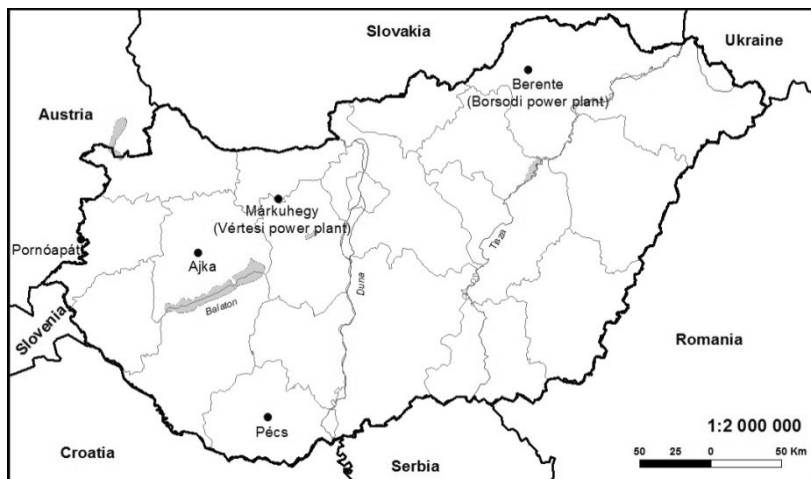 Slovakia
Ukraine
Berente
(Borsodi power plant)
Austria
Márkuhegy
(Vértesi power plant)
Tisza
Pornóapát
Ajka
Duna
Balaton
Slovenia
Romania
Pécs
1:2 000 000
Croatia
Serbia
50 25 0 50 Km